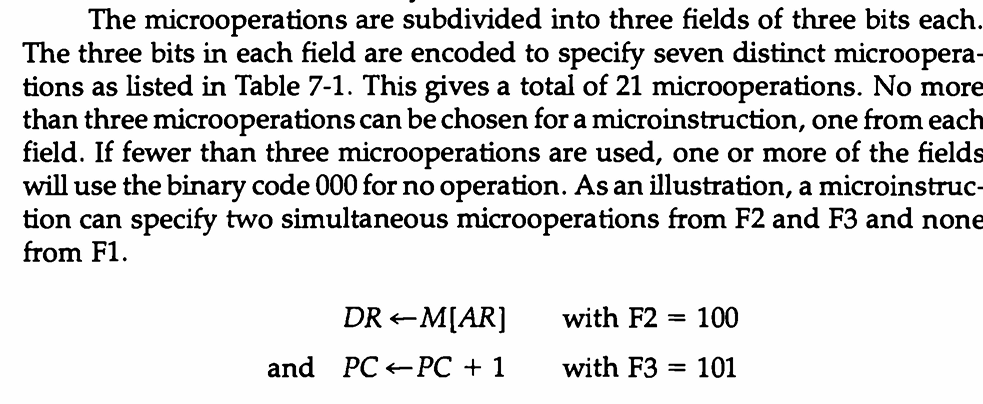 The microoperations are subdivided into three fields of three bits each.
The three bits in each field are encoded to specify seven distinct microopera-
tions as listed in Table 7-1. This gives a total of 21 microoperations. No more
than three microoperations can be chosen for a microinstruction, one from each
field. If fewer than three microoperations are used, one or more of the fields
will use the binary code 000 for no operation. As an illustration, a microinstruc-
tion can specify two simultaneous microoperations from F2 and F3 and none
from F1.
DR ←M[AR] with F2 = 100
and PC ←PC + 1 with F3 = 101